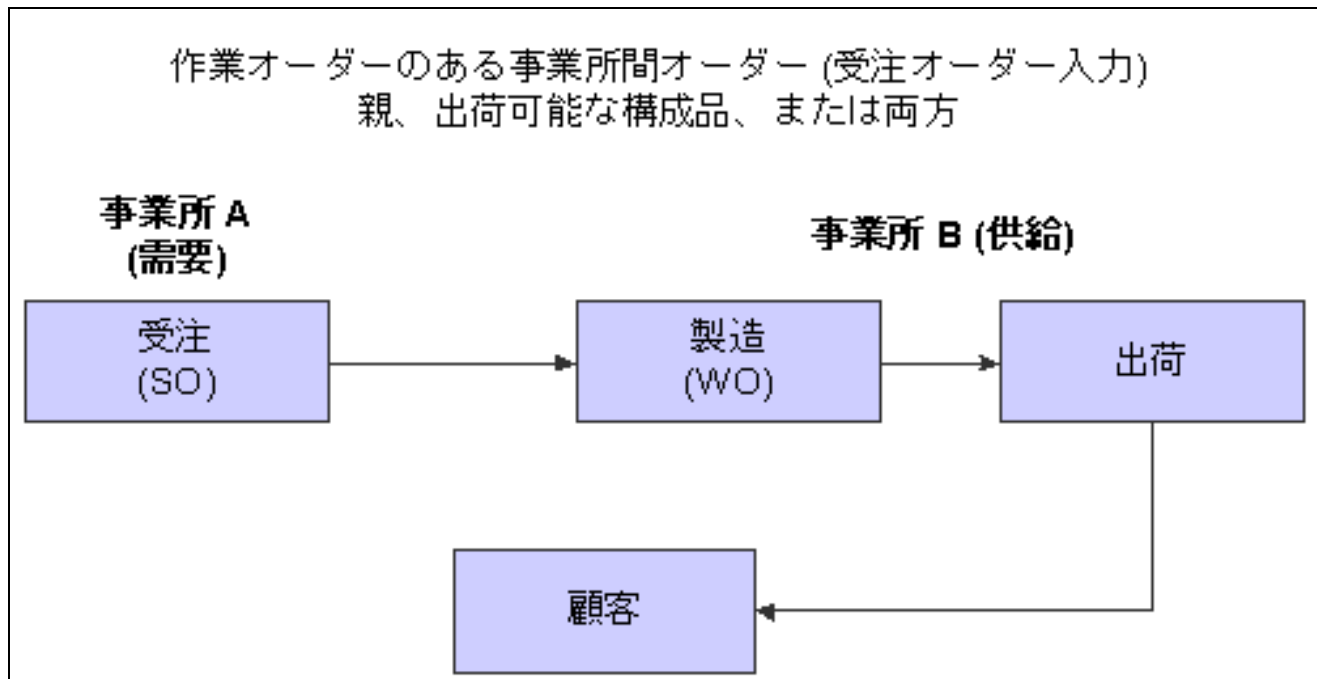 作業オーダーのある事業所間オーダー (受注オーダー入力)
親、出荷可能な構成品、または両方
事業所 A
(需要)
事業所 B (供給)
受注
(SO)
製造
(WO)
出荷
顧客